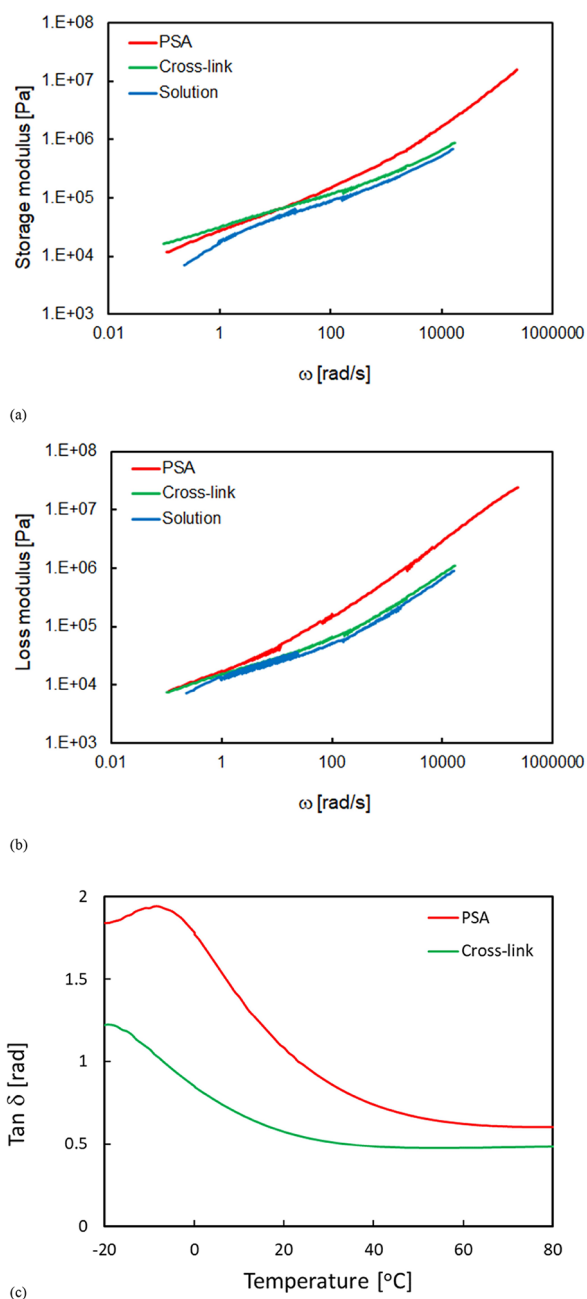 1.E+08
PSA
Cross-link
Solution
1.E+07
1.E+06
1.E+05
1.E+04
1.E+03
Storage modulus [Pa]
0.01 1 100 10000 1000000
ω [rad/s]
(a)
1.E+08
PSA
Cross-link
Solution
1.E+07
1.E+06
1.E+05
1.E+04
1.E+03
Loss modulus [Pa]
0.01 1 100 10000 1000000
ω [rad/s]
(b)
2
PSA
Cross-link
1.5
1
0.5
0
Tan δ [rad]
-20 0 20 40 60 80
Temperature [°C]
(c)